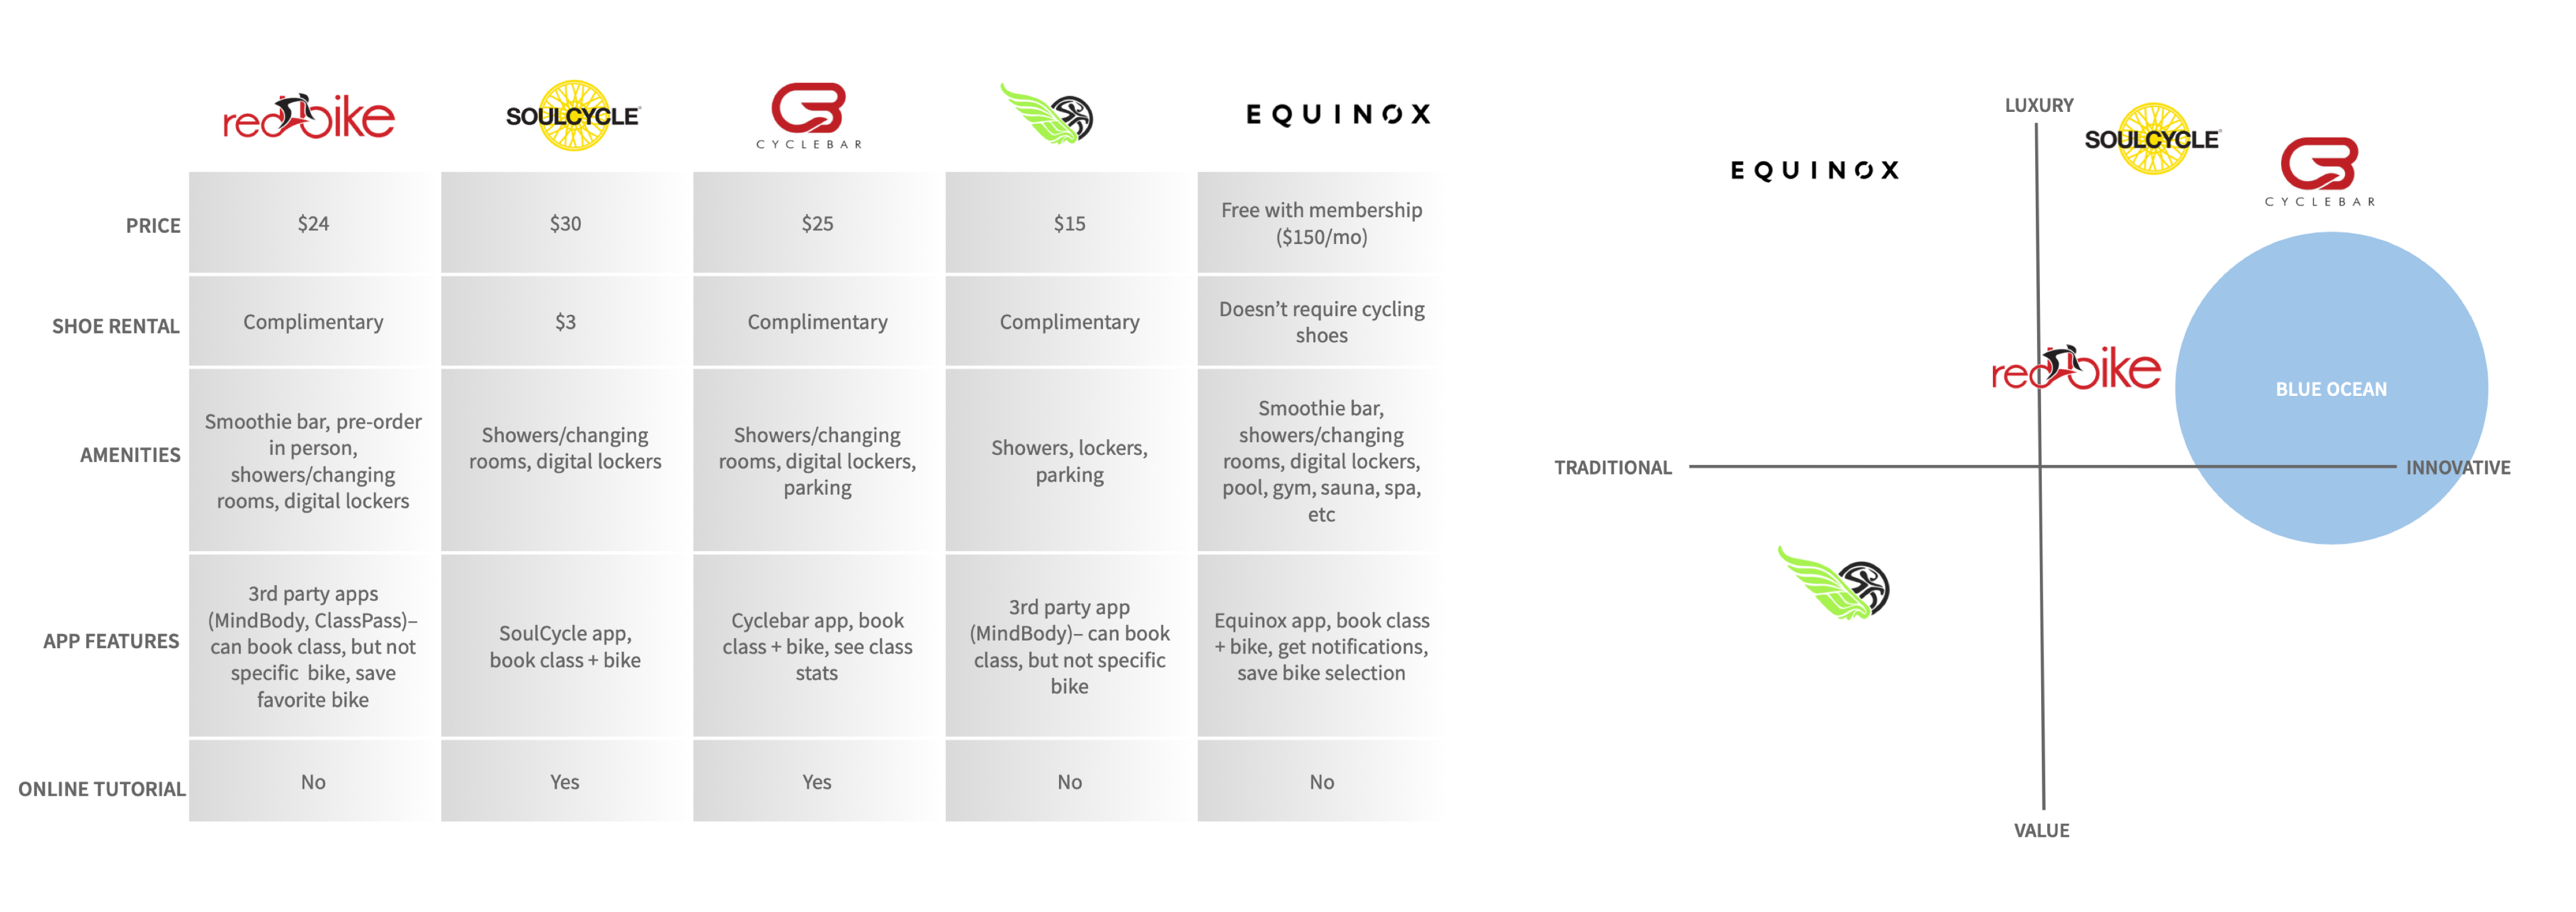 redbike
SOULCYCLE
CYCLEBAR
EQUINOX
PRICE
$24
$30
$25
$15
Free with membership
($150/mo)
SHOE RENTAL
Complimentary
$3
Complimentary
Complimentary
Doesn’t require cycling
shoes
AMENITIES
Smoothie bar, pre-order
in person,
showers/changing
rooms, digital lockers
Showers/changing
rooms, digital lockers
Showers/changing
rooms, digital lockers,
parking
Showers, lockers,
parking
Smoothie bar,
showers/changing
rooms, digital lockers,
pool, gym, sauna, spa,
etc
APP FEATURES
3rd party apps
(MindBody, ClassPass)–
can book class, but not
specific bike, save
favorite bike
SoulCycle app,
book class + bike
Cyclebar app, book
class + bike, see class
stats
3rd party app
(MindBody)– can book
class, but not specific
bike
Equinox app, book class
+ bike, get notifications,
save bike selection
ONLINE TUTORIAL
No
Yes
Yes
No
No
LUXURY
SOULCYCLE
EQUINOX
CYCLEBAR
redbike
BLUE OCEAN
TRADITIONAL
INNOVATIVE
VALUE